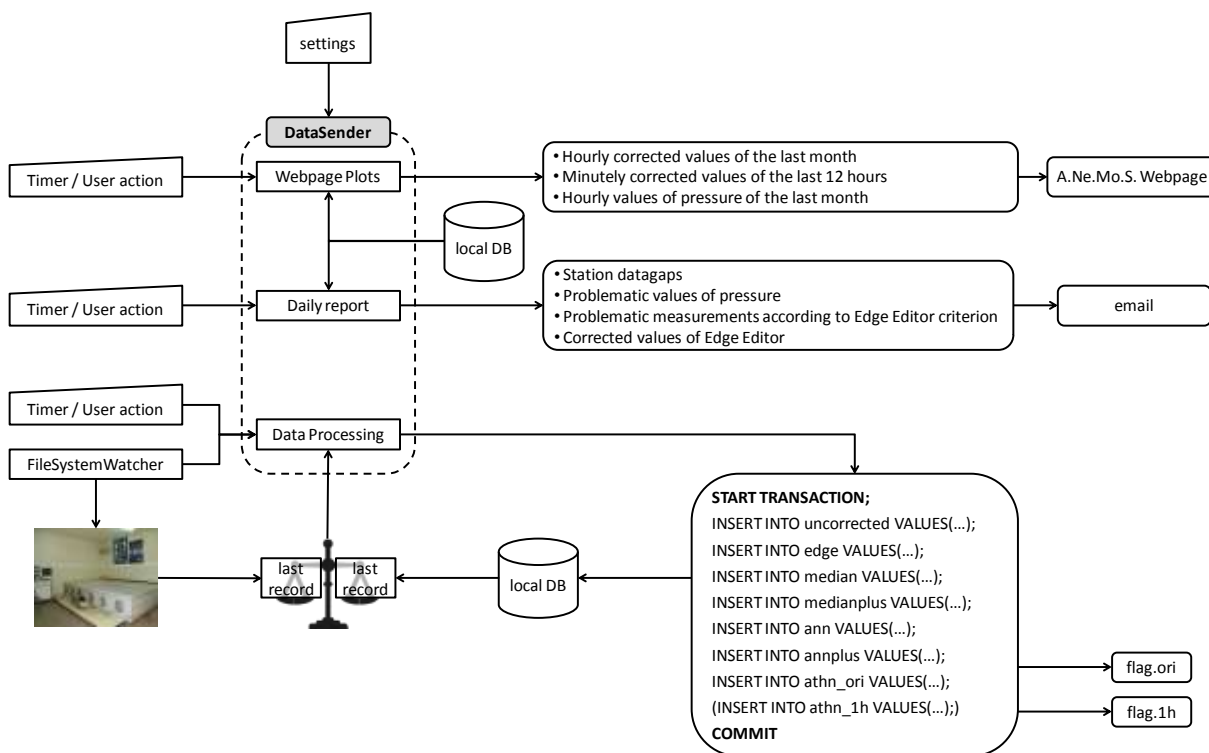 settings
DataSender
Timer / User action
Webpage Plots
• Hourly corrected values of the last month
• Minutely corrected values of the last 12 hours
• Hourly values of pressure of the last month
A.Ne.Mo.S. Webpage
local DB
Timer / User action
Daily report
• Station datagaps
• Problematic values of pressure
• Problematic measurements according to Edge Editor criterion
• Corrected values of Edge Editor
email
Timer / User action
Data Processing
FileSystemWatcher
last
record
last
record
local DB
START TRANSACTION;
INSERT INTO uncorrected VALUES(...);
INSERT INTO edge VALUES(...);
INSERT INTO median VALUES(...);
INSERT INTO medianplus VALUES(...);
INSERT INTO ann VALUES(...);
INSERT INTO annplus VALUES(...);
INSERT INTO athn_ori VALUES(...);
(INSERT INTO athn_1h VALUES(...);)
COMMIT
flag.ori
flag.1h